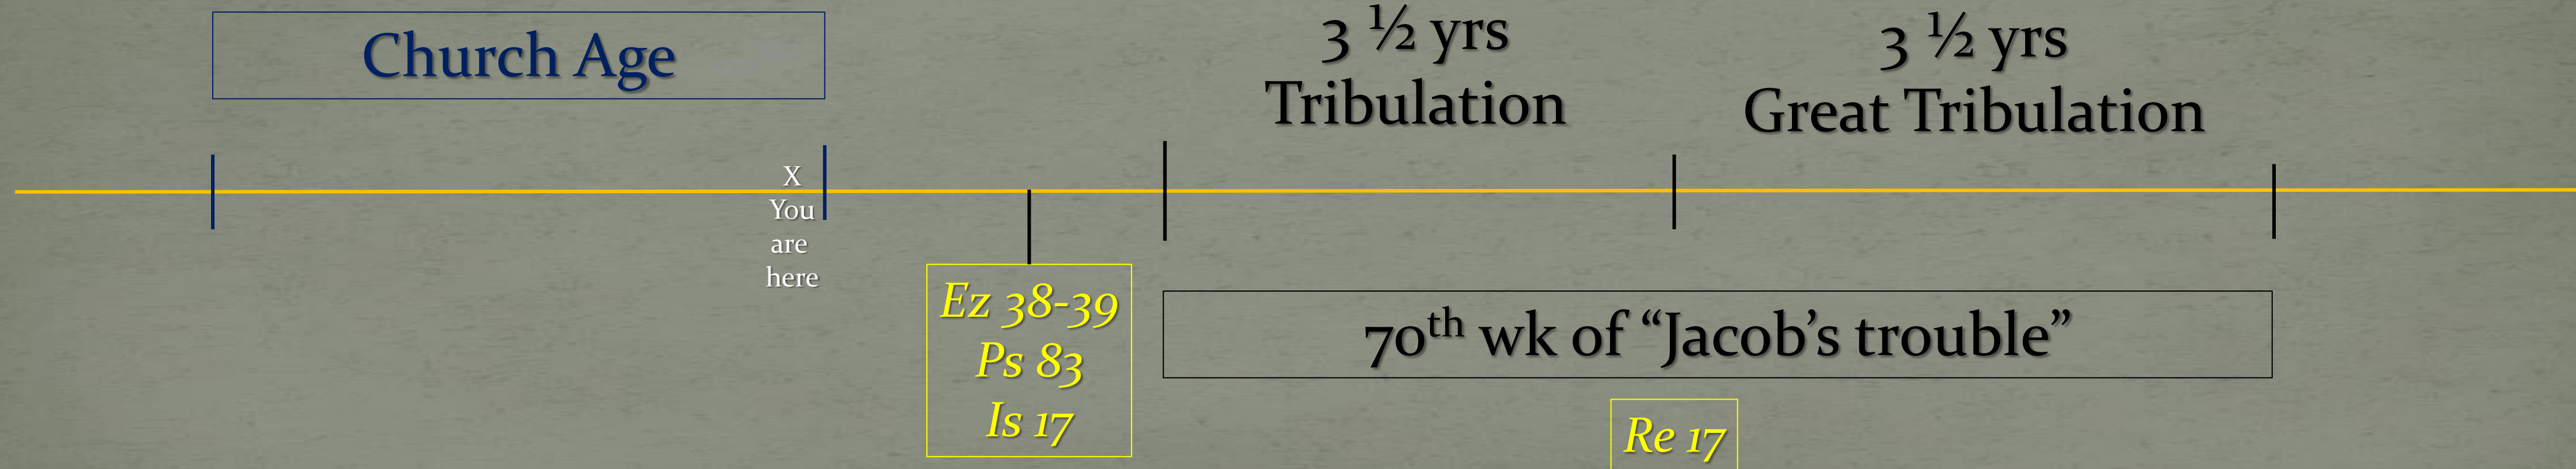 Church Age
3 ½ yrs
Tribulation
3 ½ yrs
Great Tribulation
X
You
are
here
Ez 38-39
Ps 83
Is 17
70th wk of “Jacob’s trouble”
Re 17